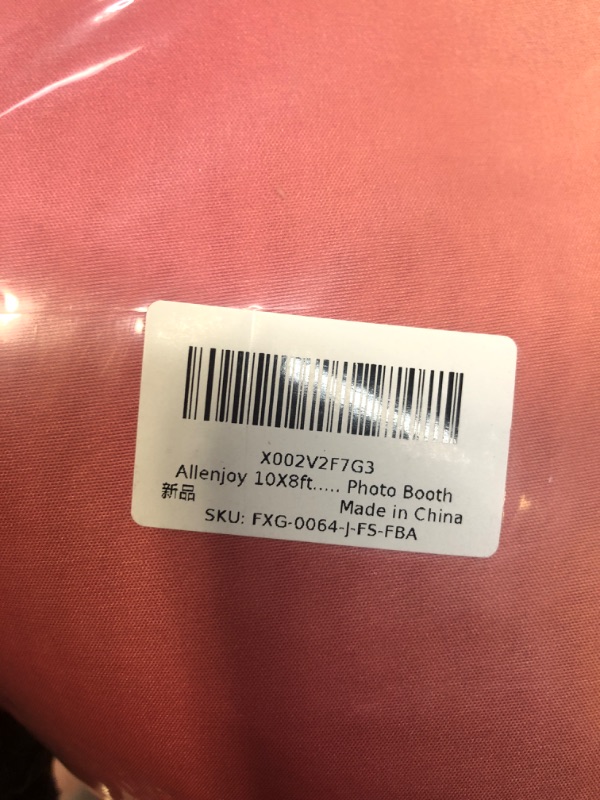 X002V2F7G3
Allenjoy 10X8ft..... Photo Booth
新品 Made in China
SKU: FXG-0064-J-FS-FBA